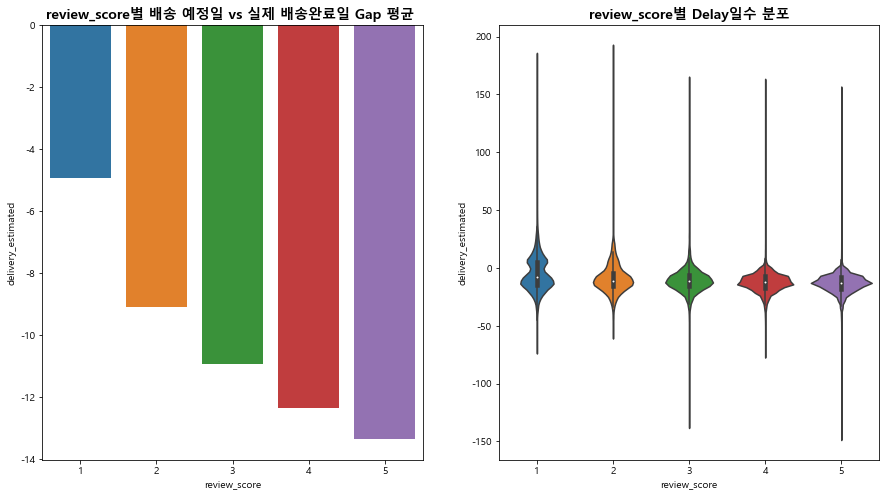 review_score별 배송 예정일 vs 실제 배송완료일 Gap 평균
0
-2
-4
-6
-8
-10
-12
-14
delivery_estimated
1 2 3 4 5
review_score
review_score별 Delay일수 분포
200
150
100
50
0
-50
-100
-150
delivery_estimated
1 2 3 4 5
review_score